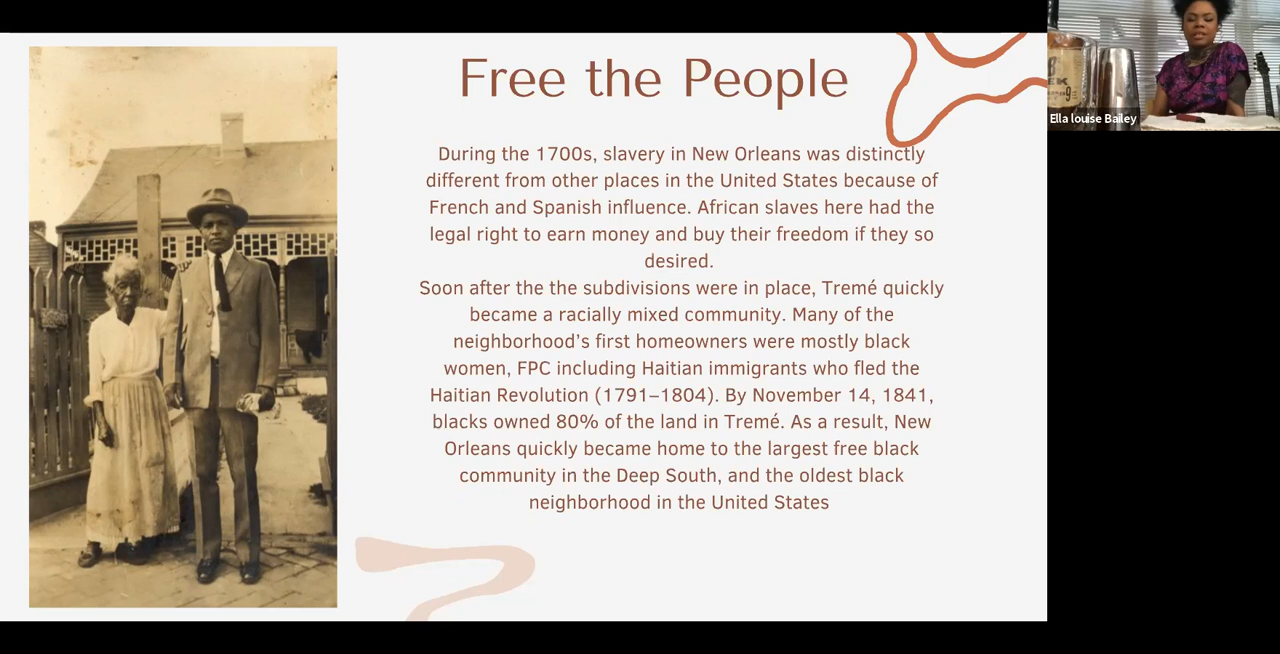 Free the People
During the 1700s, slavery in New Orleans was distinctly
different from other places in the United States because of
French and Spanish influence. African slaves here had the
legal right to earn money and buy their freedom if they so
desired.
Soon after the the subdivisions were in place, Tremé quickly
became a racially mixed community. Many of the
neighborhood's first homeowners were mostly black
women, FPC including Haitian immigrants who fled the
Haitian Revolution (1791–1804). By November 14, 1841,
blacks owned 80% of the land in Tremé. As a result, New
Orleans quickly became home to the largest free black
community in the Deep South, and the oldest black
neighborhood in the United States
Ella louise Bailey